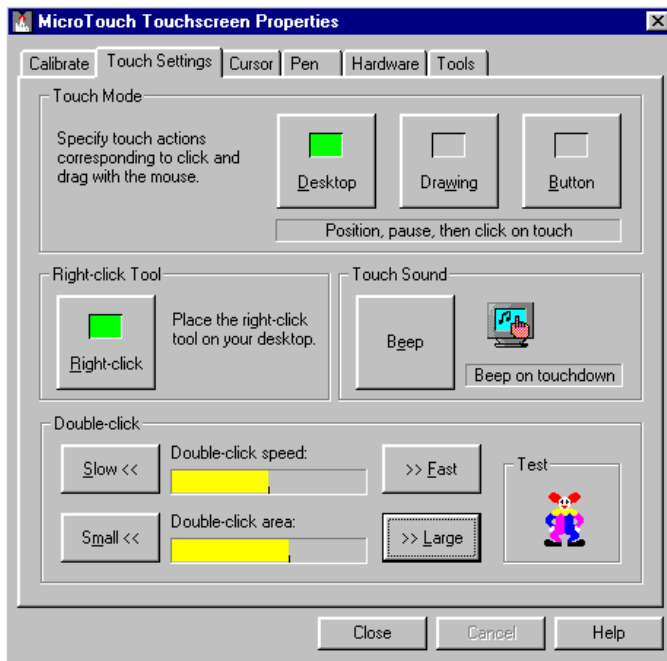 MicroTouch Touchscreen Properties
Calibrate Touch Settings Cursor Pen Hardware Tools
Touch Mode
Specify touch actions
corresponding to click and
drag with the mouse.
Desktop Drawing Button
Position, pause, then click on touch
Right-click Tool
Right-click
Place the right-click
tool on your desktop.
Touch Sound
Beep
Beep on touchdown
Double-click
Slow <<
Double-click speed:
>> Fast
Small <<
Double-click area:
>> Large
Test
Close Cancel Help